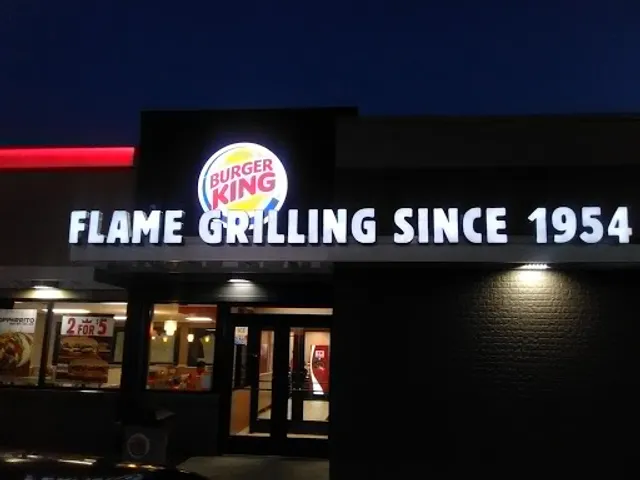 BURGER
KING
FLAME GRILLING SINCE 1954
2
FOR $5